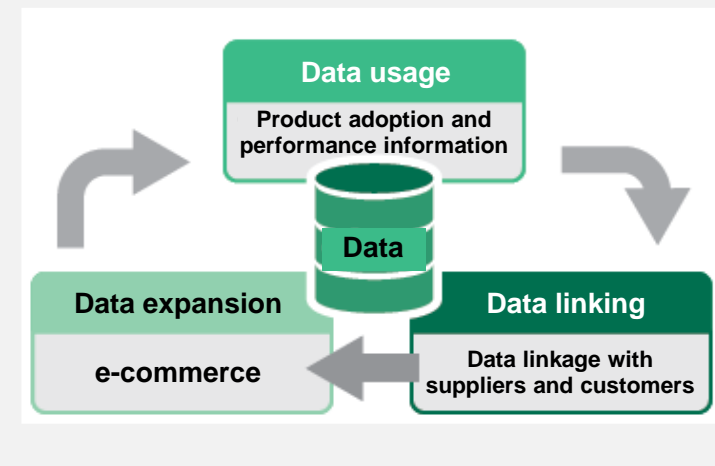 Data usage
Product adoption and
performance information
Data
Data expansion
e-commerce
Data linking
Data linkage with
suppliers and customers